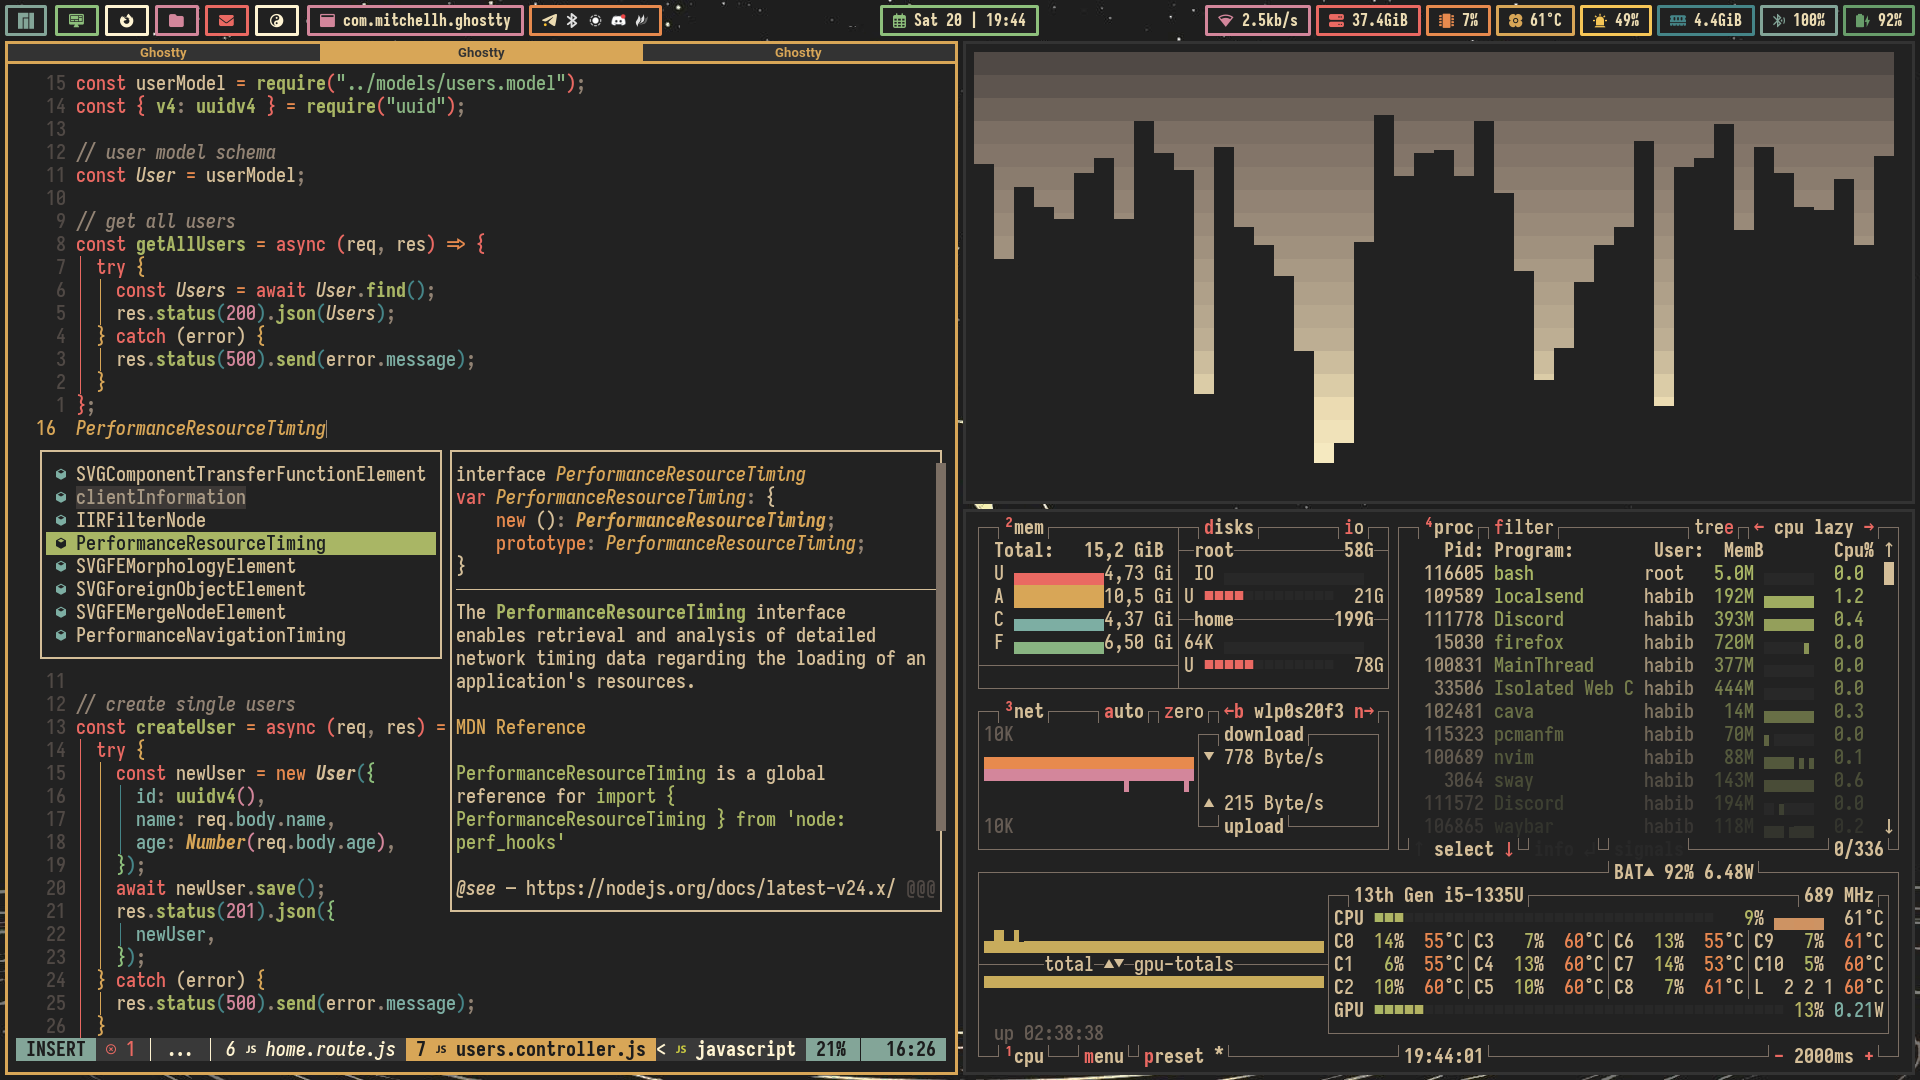 com.mitchellh.ghostty
Sat 20 | 19:44
2.5kb/s
37.4GiB
7%
61°C
49%
4.4GiB
100%
92%
Ghostty
Ghostty
Ghostty
15 const userModel = require("../models/users.model");
14 const { v4: uuidv4 } = require("uuid");
13
12 // user model schema
11 const User = userModel;
10
9 // get all users
8 const getAllUsers = async (req, res) => {
7 try {
6 const Users = await User.find();
5 res.status(200).json(Users);
4 } catch (error) {
3 res.status(500).send(error.message);
2 }
1 };
16 PerformanceResourceTiming
SVGComponentTransferFunctionElement
clientInformation
IIRFilterNode
PerformanceResourceTiming
SVGFEMorphologyElement
SVGForeignObjectElement
SVGFEMergeNodeElement
PerformanceNavigationTiming
interface PerformanceResourceTiming
var PerformanceResourceTiming: {
new (): PerformanceResourceTiming;
prototype: PerformanceResourceTiming;
}
The PerformanceResourceTiming interface
enables retrieval and analysis of detailed
network timing data regarding the loading of an
application's resources.
MDN Reference
PerformanceResourceTiming is a global
reference for import {
PerformanceResourceTiming } from 'node:
perf_hooks'
@see — https://nodejs.org/docs/latest-v24.x/ @@@
11
12 // create single users
13 const createUser = async (req, res) =
14 try {
15 const newUser = new User({
16 id: uuidv4(),
17 name: req.body.name,
18 age: Number(req.body.age),
19 });
20 await newUser.save();
21 res.status(201).json({
22 newUser,
23 });
24 } catch (error) {
25 res.status(500).send(error.message);
26 }
INSERT 1 ... 6 JS home.route.js 7 JS users.controller.js < JS javascript 21% 16:26
2mem disks io
Total: 15,2 GiB root 58G
U 4,73 Gi IO
A 10,5 Gi U 21G
C 4,37 Gi home 199G
F 6,50 Gi 64K
U 78G
3net auto zero ←b wlp0s20f3 n→
10K download
▼ 778 Byte/s
▲ 215 Byte/s
10K upload
4proc filter tree ← cpu lazy →
Pid: Program: User: MemB Cpu% ↑
116605 bash root 5.0M 0.0
109589 localsend habib 192M 1.2
111778 Discord habib 393M 0.4
15030 firefox habib 720M 0.0
100831 MainThread habib 377M 0.0
33506 Isolated Web C habib 444M 0.0
102481 cava habib 14M 0.3
115323 pcmanfm habib 70M 0.0
100689 nvim habib 88M 0.1
3064 sway habib 143M 0.6
111572 Discord habib 194M 0.0
106865 waybar habib 118M 0.2 ↓
↑ select ↓ info signals 0/336
BAT▲ 92% 6.48W
13th Gen i5-1335U 689 MHz
CPU 9% 61°C
C0 14% 55°C C3 7% 60°C C6 13% 55°C C9 7% 61°C
C1 6% 55°C C4 13% 60°C C7 14% 53°C C10 5% 60°C
C2 10% 60°C C5 10% 60°C C8 7% 61°C L 2 2 1 60°C
GPU 13% 0.21W
total ▲▼ gpu-totals
up 02:38:38
1cpu menu preset * 19:44:01 - 2000ms +